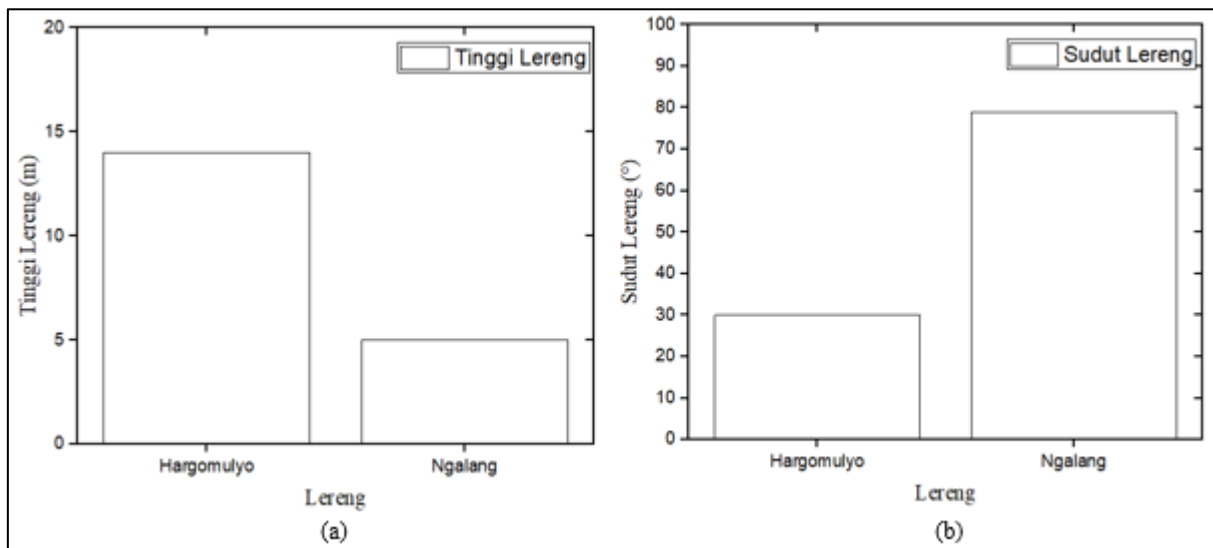 20
15
10
5
0
Tinggi Lereng (m)
Tinggi Lereng
Hargomulyo
Ngalang
Lereng
(a)
100
90
80
70
60
50
40
30
20
10
0
Sudut Lereng (°)
Sudut Lereng
Hargomulyo
Ngalang
Lereng
(b)